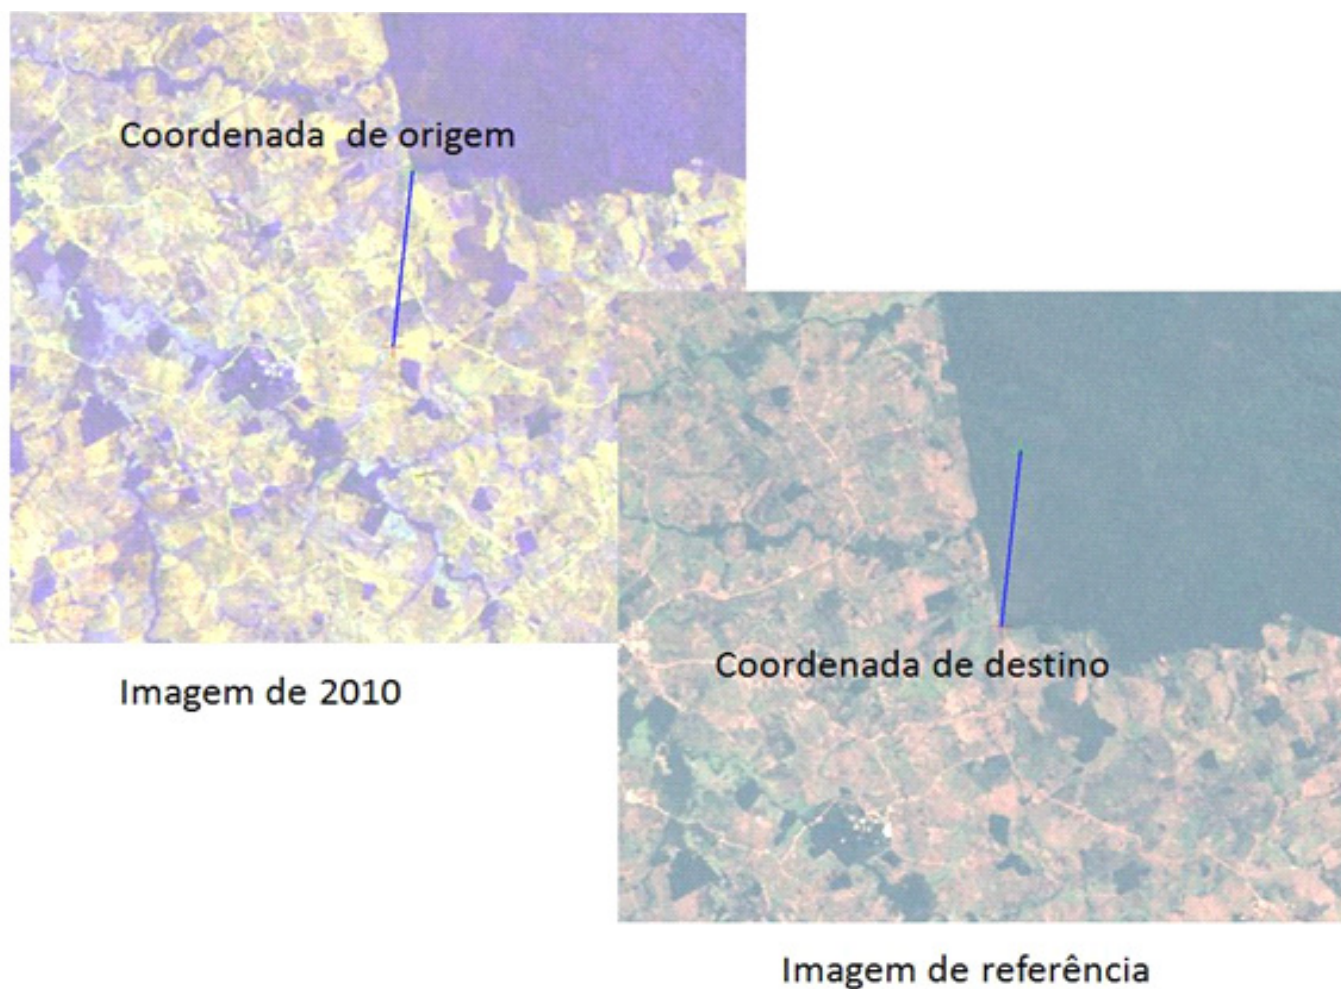 Coordenada de origem
Imagem de 2010
Coordenada de destino
Imagem de referência